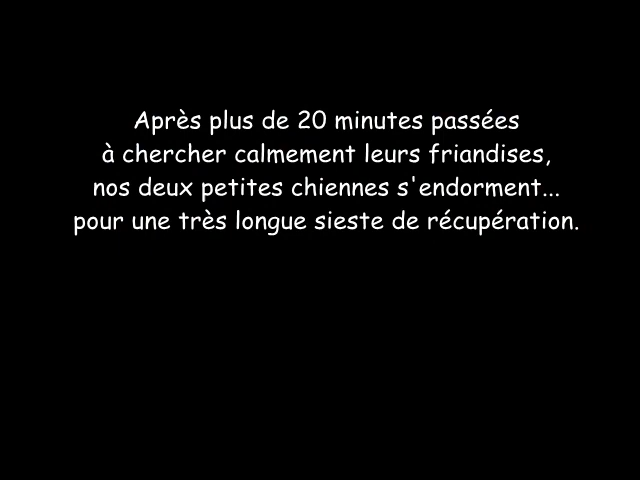 Après plus de 20 minutes passées
à chercher calmement leurs friandises,
nos deux petites chiennes s'endorment...
pour une très longue sieste de récupération.